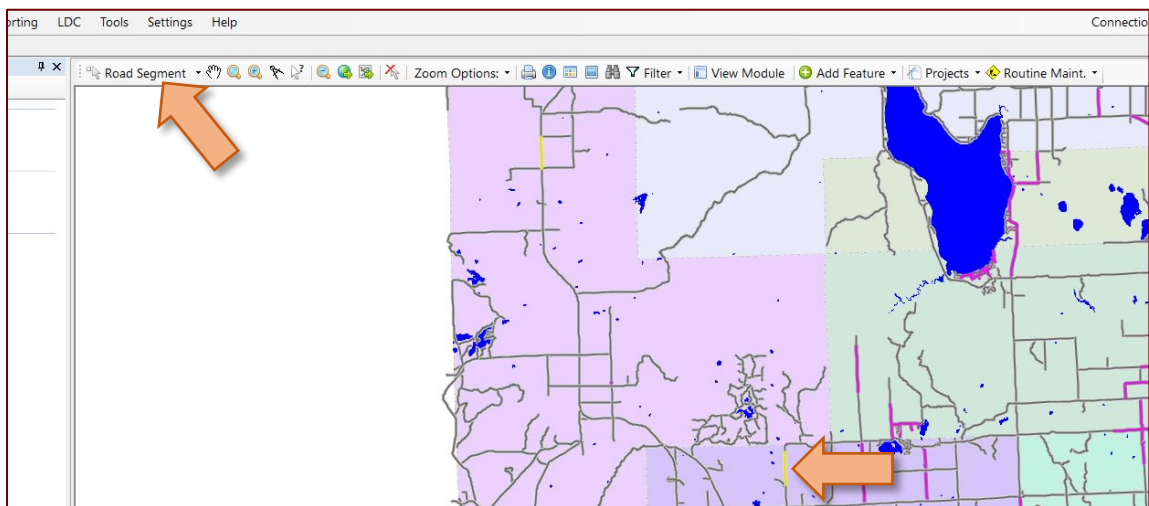 orting LDC Tools Settings Help Connectio
Road Segment Zoom Options: Filter View Module Add Feature Projects Routine Maint.